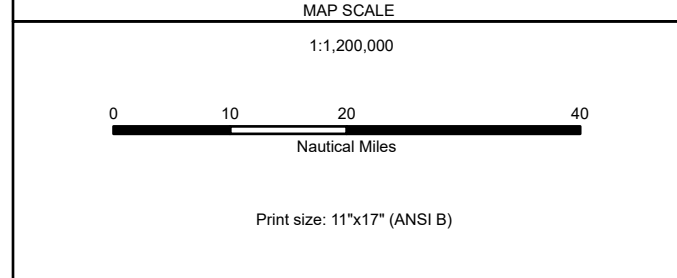 MAP SCALE
1:1,200,000
0 10 20 40
Nautical Miles
Print size: 11"x17" (ANSI B)